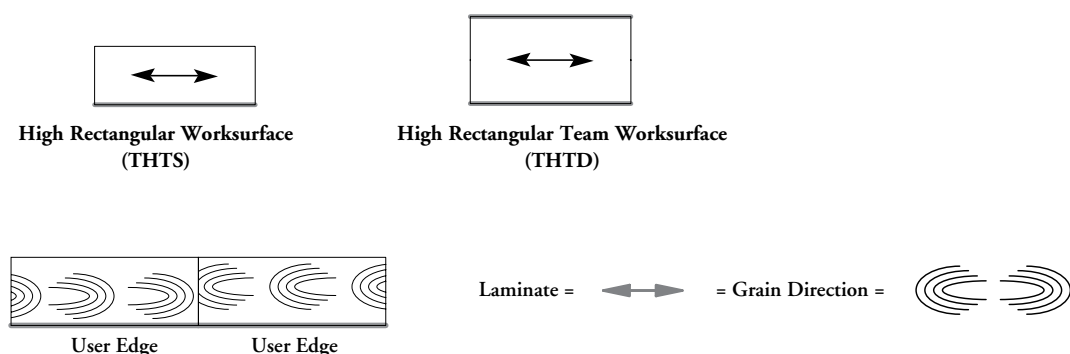 High Rectangular Worksurface
(THTS)
High Rectangular Team Worksurface
(THTD)
Laminate =
= Grain Direction =
User Edge
User Edge